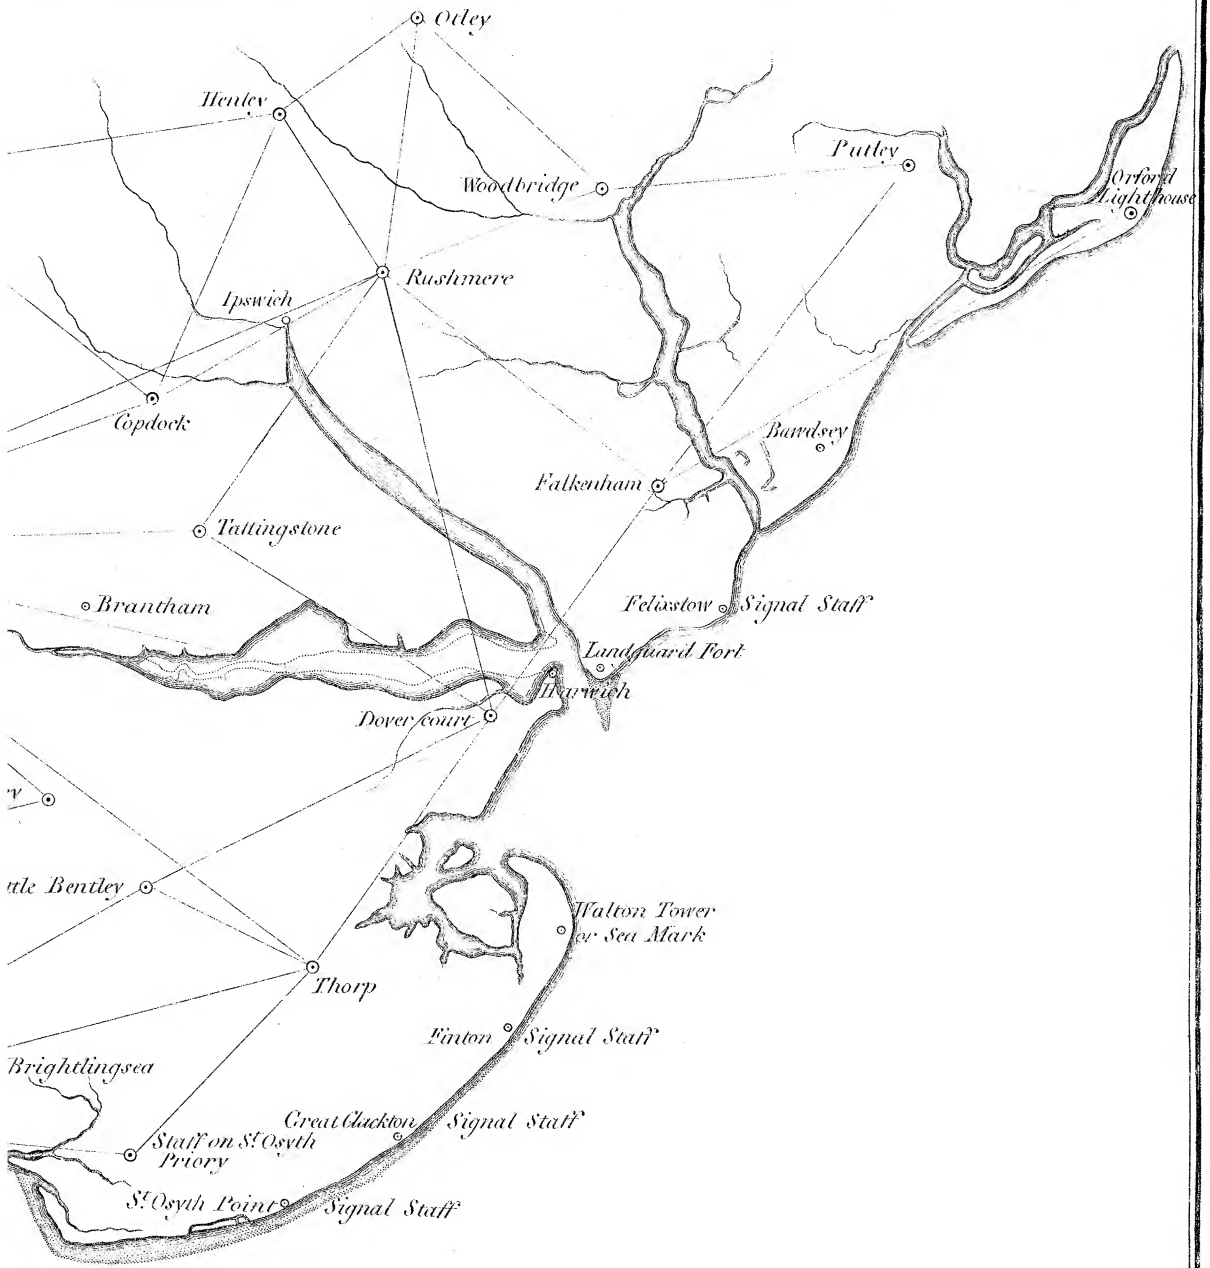 Otley
Henley
Putley
Woodbridge
Orford
Lighthouse
Rushmere
Ipswich
Copdock
Bawdsey
Falkenham
Tattingstone
Brantham
Felixstow
Signal Staff
Landguard Fort
Harwich
Dover court
Bentley
Walton Tower
or Sea Mark
Thorp
Finton
Signal Staff
Brightlingsea
Great Clackton
Signal Staff
Staff on St. Osyth
Priory
St. Osyth Point
Signal Staff